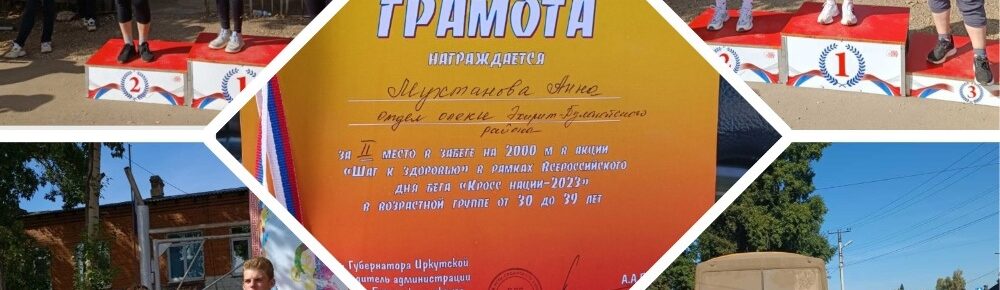 ГРАМОТА
НАГРАЖДАЕТСЯ
Мухтанова Анна
отдел опеки Эхирит-Булагатского
района
ЗА II МЕСТО В ЗАБЕГЕ НА 2000 М В АКЦИИ
«ШАГ К ЗДОРОВЬЮ» В РАМКАХ ВСЕРОССИЙСКОГО
ДНЯ БЕГА «КРОСС НАЦИИ-2023»
В ВОЗРАСТНОЙ ГРУППЕ ОТ 30 ДО 39 ЛЕТ
Губернатора Иркутской
администрации
А.А.
2
1
2
1
3